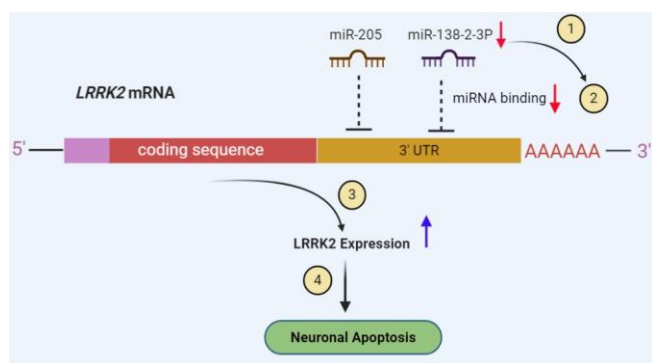 miR-205
miR-138-2-3P
1
LRRK2 mRNA
miRNA binding
2
5'
coding sequence
3' UTR
AAAAAA
3'
3
LRRK2 Expression
4
Neuronal Apoptosis